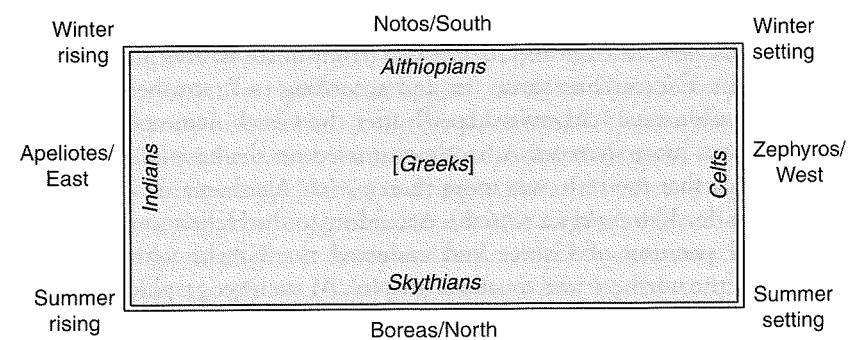 Notos/South
Winter
rising
Winter
setting
Aithiopians
Apeliotes/
East
Indians
[Greeks]
Celts
Zephyros/
West
Skythians
Summer
rising
Summer
setting
Boreas/North